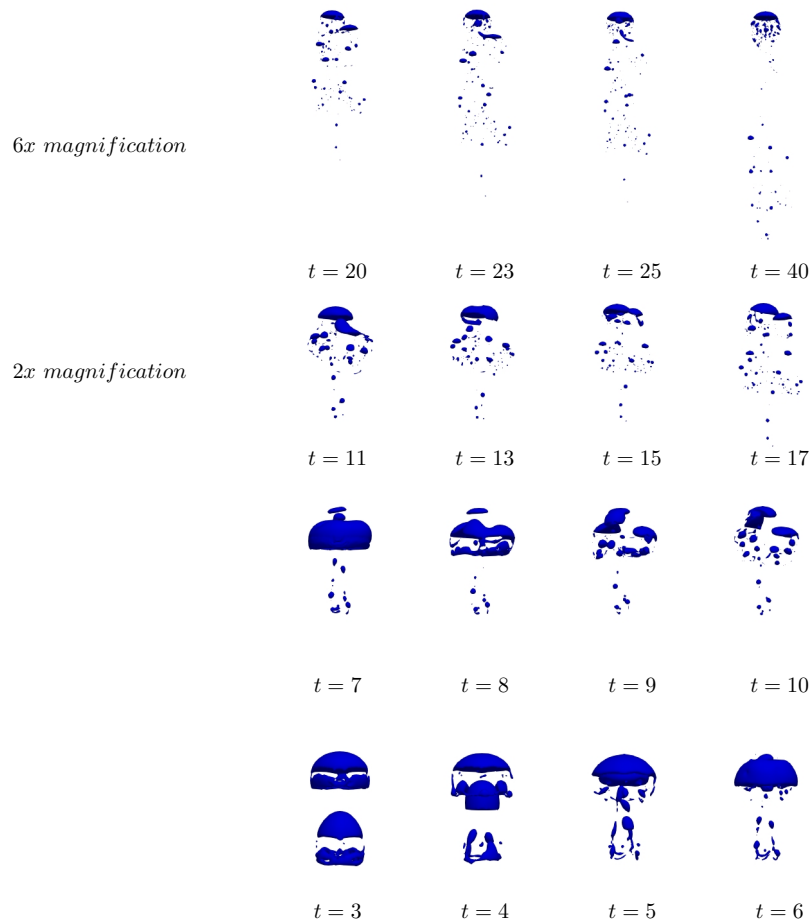 6x magnification
t = 20 t = 23 t = 25 t = 40
2x magnification
t = 11 t = 13 t = 15 t = 17
t = 7 t = 8 t = 9 t = 10
t = 3 t = 4 t = 5 t = 6